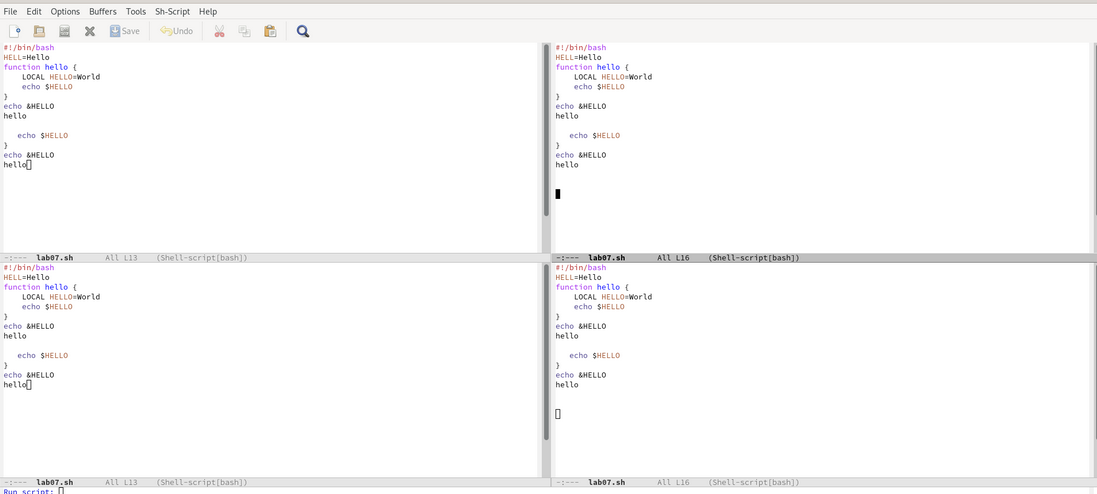 File Edit Options Buffers Tools Sh-Script Help
Save Undo
#!/bin/bash
HELL=Hello
function hello {
    LOCAL HELLO=World
    echo $HELLO
}
echo &HELLO
hello

   echo $HELLO
}
echo &HELLO
hello
-:--- lab07.sh All L13 (Shell-script[bash])
#!/bin/bash
HELL=Hello
function hello {
    LOCAL HELLO=World
    echo $HELLO
}
echo &HELLO
hello

   echo $HELLO
}
echo &HELLO
hello
-:--- lab07.sh All L16 (Shell-script[bash])
#!/bin/bash
HELL=Hello
function hello {
    LOCAL HELLO=World
    echo $HELLO
}
echo &HELLO
hello

   echo $HELLO
}
echo &HELLO
hello
-:--- lab07.sh All L13 (Shell-script[bash])
#!/bin/bash
HELL=Hello
function hello {
    LOCAL HELLO=World
    echo $HELLO
}
echo &HELLO
hello

   echo $HELLO
}
echo &HELLO
hello
-:--- lab07.sh All L16 (Shell-script[bash])
Run script: